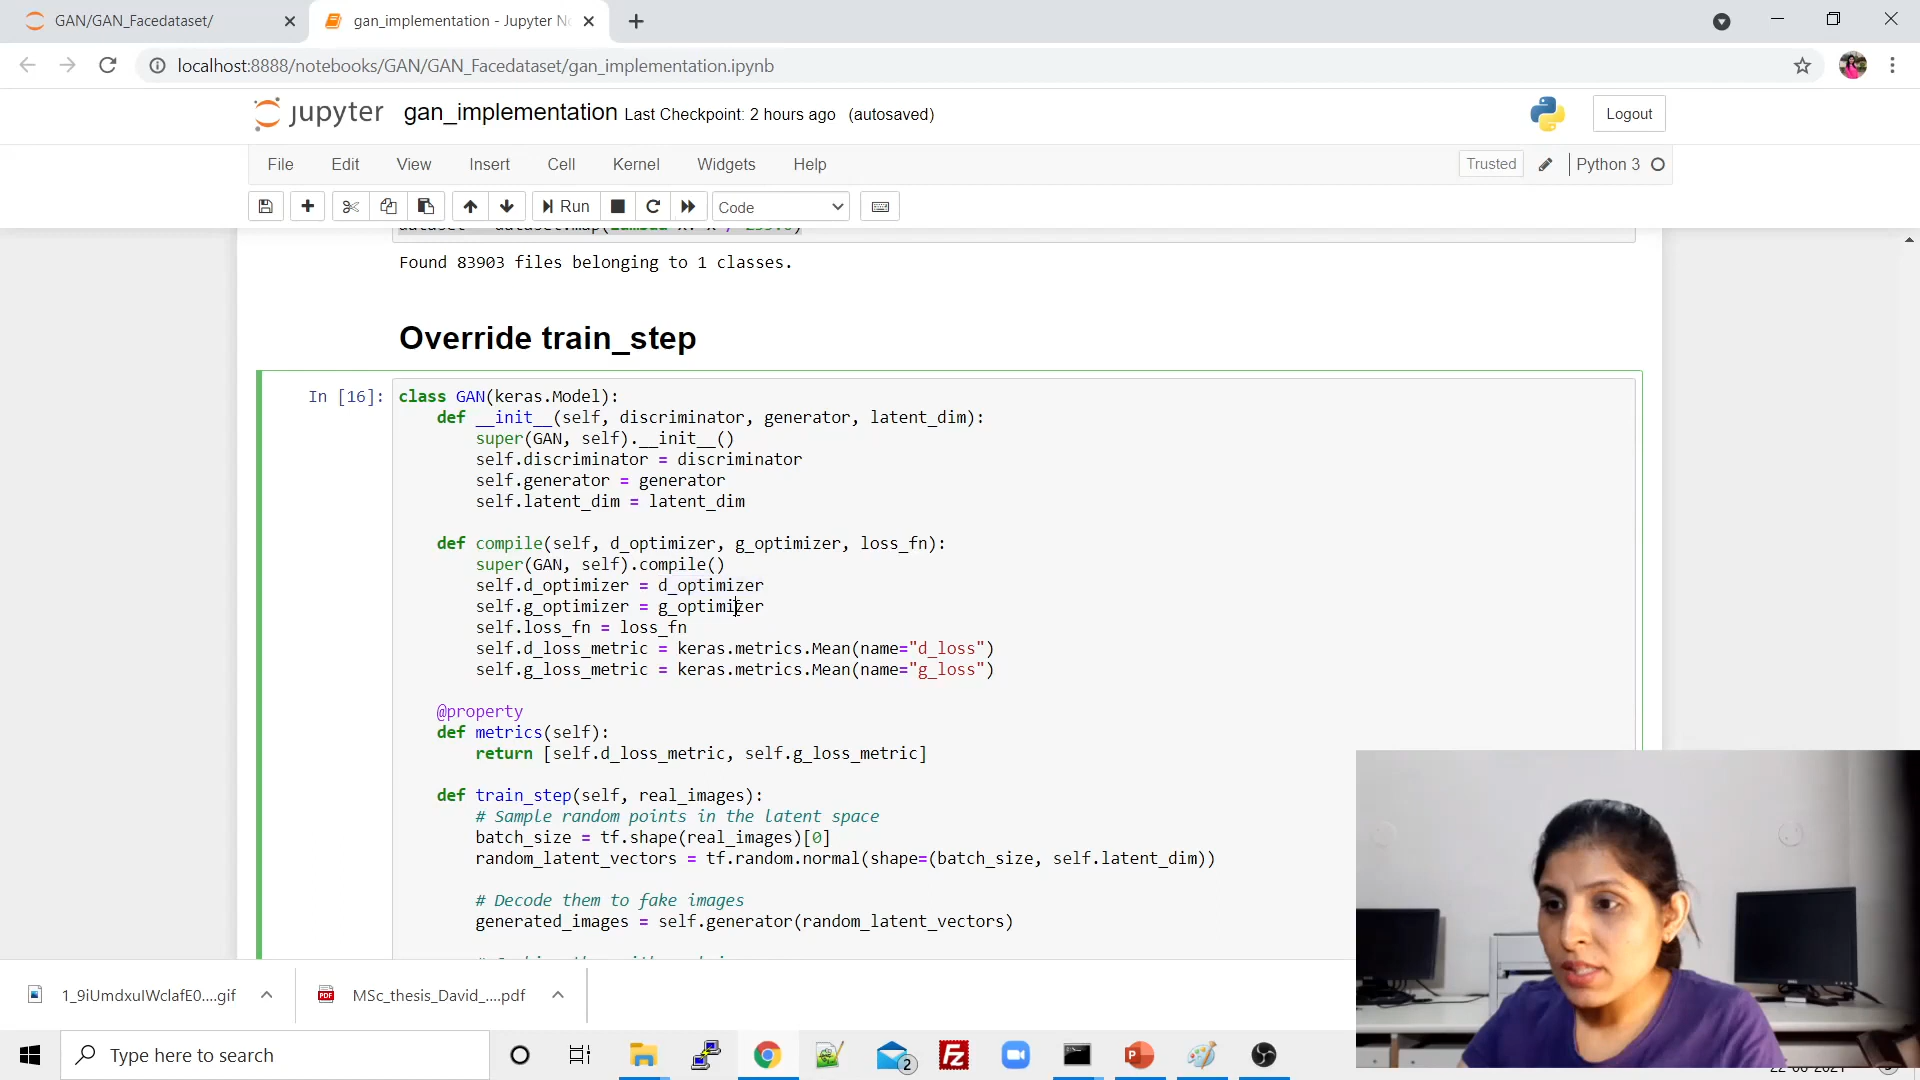 GAN/GAN_Facedataset/
gan_implementation - Jupyter N
localhost:8888/notebooks/GAN/GAN_Facedataset/gan_implementation.ipynb
jupyter gan_implementation Last Checkpoint: 2 hours ago (autosaved)
Logout
File Edit View Insert Cell Kernel Widgets Help
Trusted Python 3
Run Code
Found 83903 files belonging to 1 classes.
Override train_step
In [16]: class GAN(keras.Model):
def __init__(self, discriminator, generator, latent_dim):
super(GAN, self).__init__()
self.discriminator = discriminator
self.generator = generator
self.latent_dim = latent_dim
def compile(self, d_optimizer, g_optimizer, loss_fn):
super(GAN, self).compile()
self.d_optimizer = d_optimizer
self.g_optimizer = g_optimizer
self.loss_fn = loss_fn
self.d_loss_metric = keras.metrics.Mean(name="d_loss")
self.g_loss_metric = keras.metrics.Mean(name="g_loss")
@property
def metrics(self):
return [self.d_loss_metric, self.g_loss_metric]
def train_step(self, real_images):
# Sample random points in the latent space
batch_size = tf.shape(real_images)[0]
random_latent_vectors = tf.random.normal(shape=(batch_size, self.latent_dim))
# Decode them to fake images
generated_images = self.generator(random_latent_vectors)
1_9iUmdxulWclafE0....gif
PDF
MSc_thesis_David_....pdf
Type here to search
2